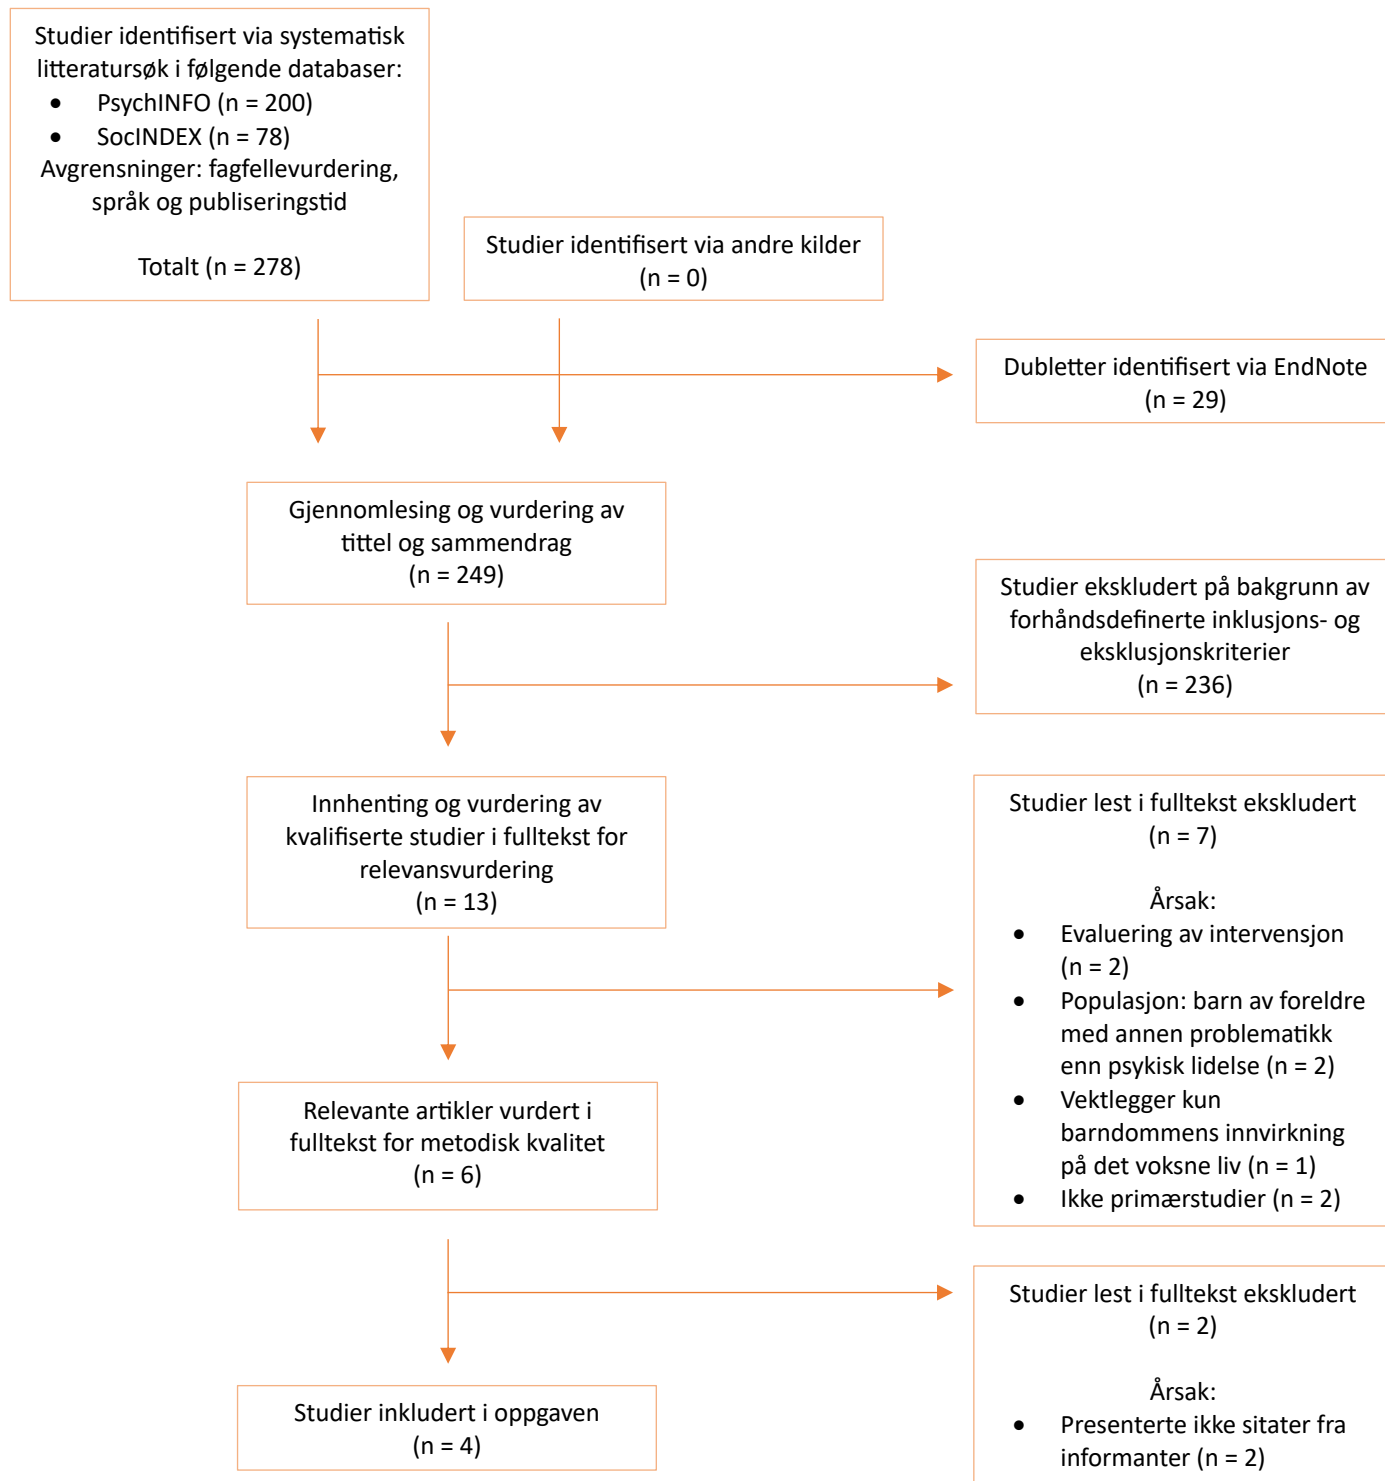 Studier identifisert via systematisk
litteratursøk i følgende databaser:
• PsychINFO (n = 200)
• SocINDEX (n = 78)
Avgrensninger: fagfellevurdering,
språk og publiseringstid
Totalt (n = 278)
Studier identifisert via andre kilder
(n = 0)
Dubletter identifisert via EndNote
(n = 29)
Gjennomlesing og vurdering av
tittel og sammendrag
(n = 249)
Studier ekskludert på bakgrunn av
forhåndsdefinerte inklusjons- og
eksklusjonskriterier
(n = 236)
Innhenting og vurdering av
kvalifiserte studier i fulltekst for
relevansvurdering
(n = 13)
Studier lest i fulltekst ekskludert
(n = 7)
Årsak:
• Evaluering av intervensjon
(n = 2)
• Populasjon: barn av foreldre
med annen problematikk
enn psykisk lidelse (n = 2)
• Vektlegger kun
barndommens innvirkning
på det voksne liv (n = 1)
• Ikke primærstudier (n = 2)
Relevante artikler vurdert i
fulltekst for metodisk kvalitet
(n = 6)
Studier lest i fulltekst ekskludert
(n = 2)
Årsak:
• Presenterte ikke sitater fra
informanter (n = 2)
Studier inkludert i oppgaven
(n = 4)